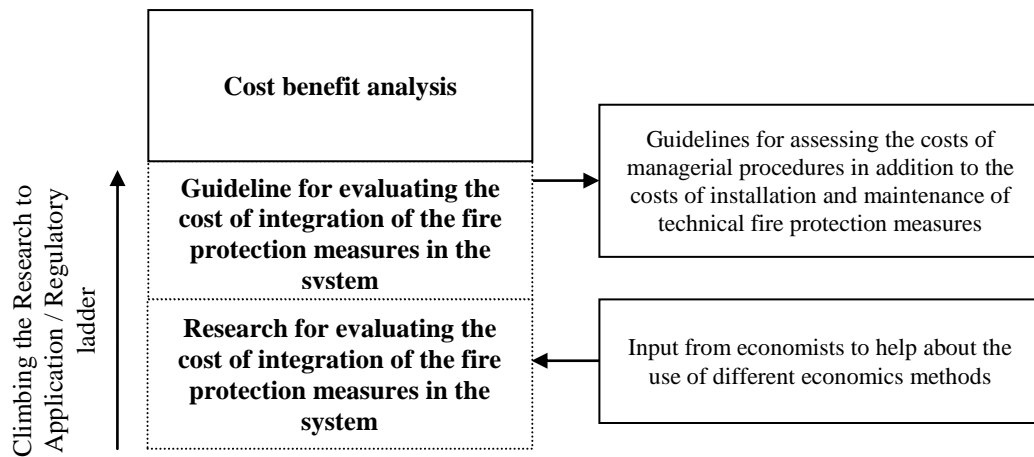 Cost benefit analysis
Guidelines for assessing the costs of
managerial procedures in addition to the
costs of installation and maintenance of
technical fire protection measures
Guideline for evaluating the
cost of integration of the fire
protection measures in the
system
Research for evaluating the
cost of integration of the fire
protection measures in the
system
Input from economists to help about the
use of different economics methods
Climbing the Research to
Application / Regulatory
ladder